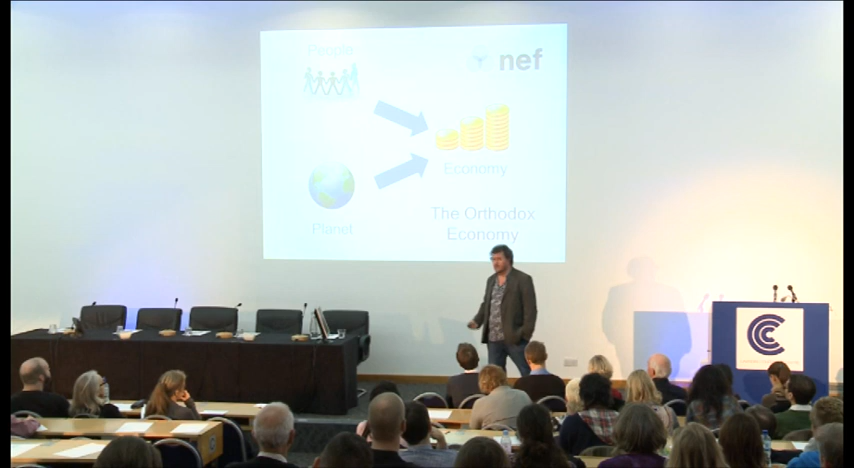 People
nef
Economy
The Orthodox
Economy
Planet